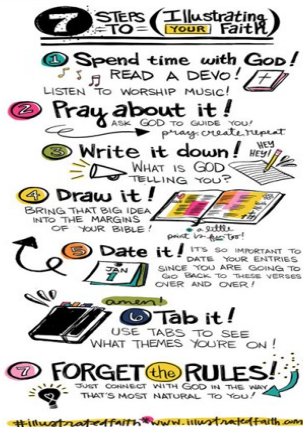 7 STEPS =TO= (Illustrating YOUR Faith)
1 Spend time with GOD!
READ A DEVO!
LISTEN TO WORSHIP MUSIC!
2 Pray about it!
ASK GOD TO GUIDE YOU!
pray, create, repeat
3 Write it down!
HEY HEY!
WHAT IS GOD
TELLING YOU?
4 Draw it!
BRING THAT BIG IDEA
INTO THE MARGINS
OF YOUR BIBLE!
a little
paint is fun too!
5 Date it! IT'S SO IMPORTANT TO
DATE YOUR ENTRIES
SINCE YOU ARE GOING TO
GO BACK TO THESE VERSES
OVER AND OVER!
JAN
1
amen!
6 Tab it!
USE TABS TO SEE
WHAT THEMES YOU'RE ON!
7 FORGET the RULES!
JUST CONNECT WITH GOD IN THE WAY
THAT'S MOST NATURAL TO YOU!
#illustratedfaith • www.illustratedfaith.com